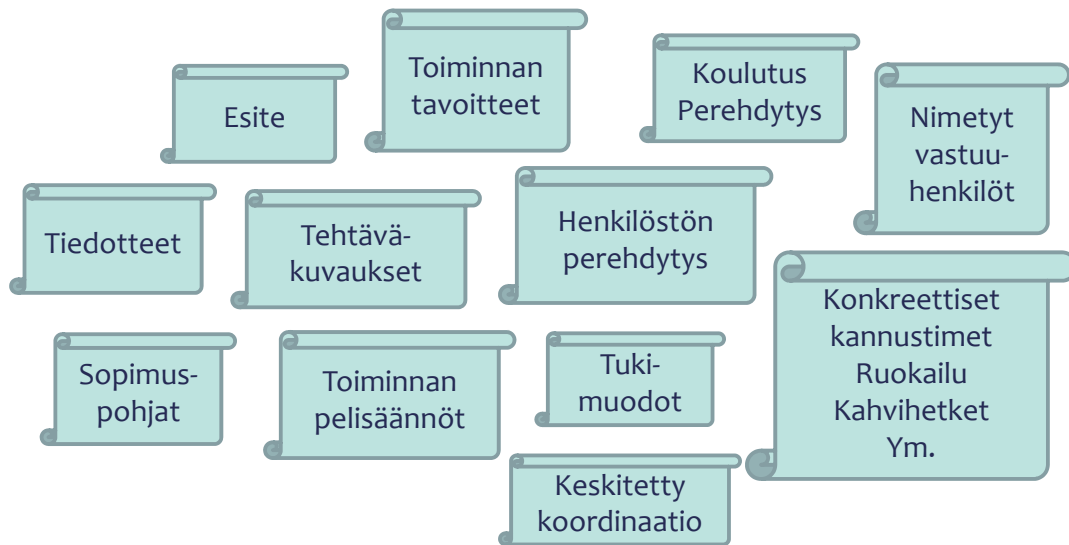 Esite
Toiminnan
tavoitteet
Koulutus
Perehdytys
Nimetyt
vastuu-
henkilöt
Tiedotteet
Tehtävä-
kuvaukset
Henkilöstön
perehdytys
Konkreettiset
kannustimet
Ruokailu
Kahvihetket
Ym.
Sopimus-
pohjat
Toiminnan
pelisäännöt
Tuki-
muodot
Keskitetty
koordinaatio